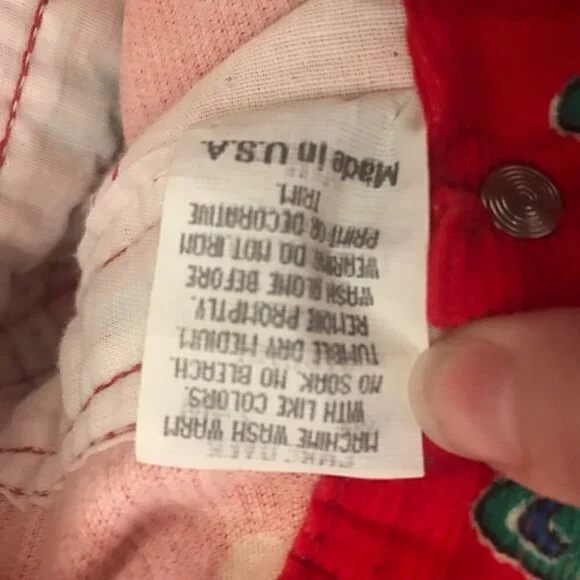 MACHINE WASH WARM
WITH LIKE COLORS.
NO SOAK. NO BLEACH.
TUMBLE DRY MEDIUM.
REMOVE PROMPTLY.
WASH ALONE BEFORE
WEARING DO NOT IRON
PRINT OR DECORATIVE
TRIM.
Made in U.S.A.